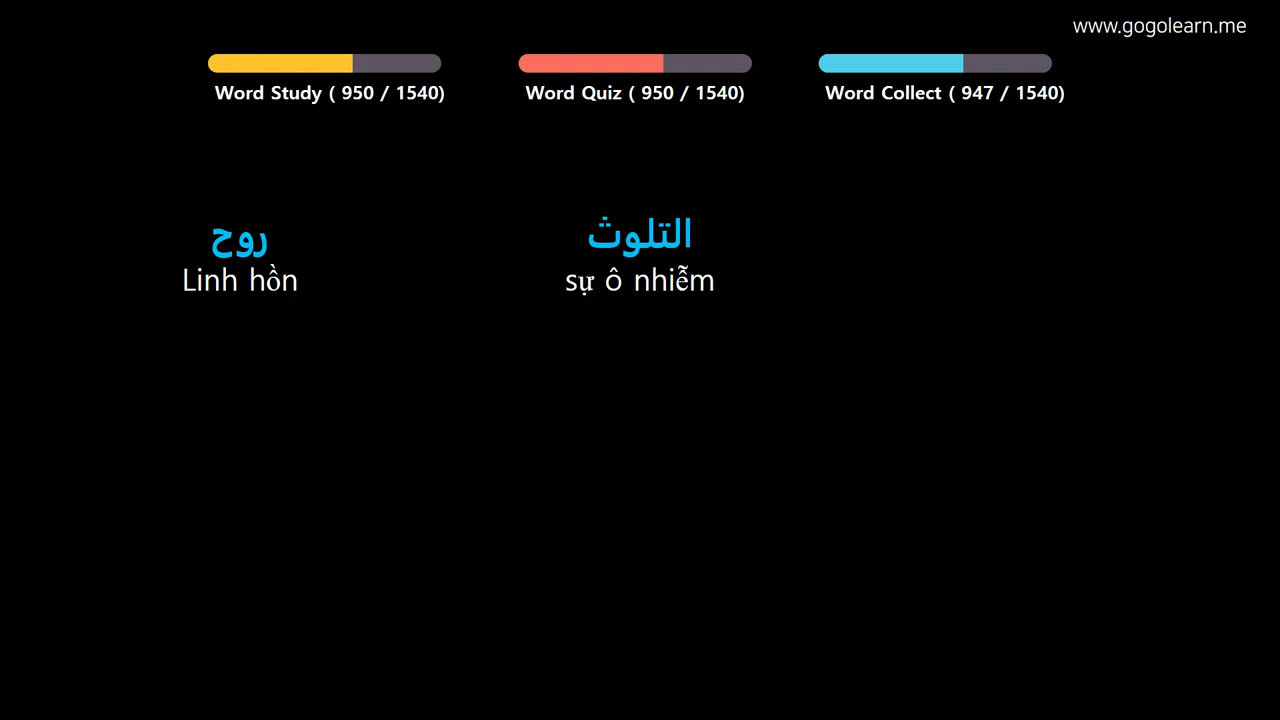 www.gogolearn.me
Word Study ( 950 / 1540)
Word Quiz ( 950 / 1540)
Word Collect ( 947 / 1540)
روح
Linh hồn
التلوث
sự ô nhiễm